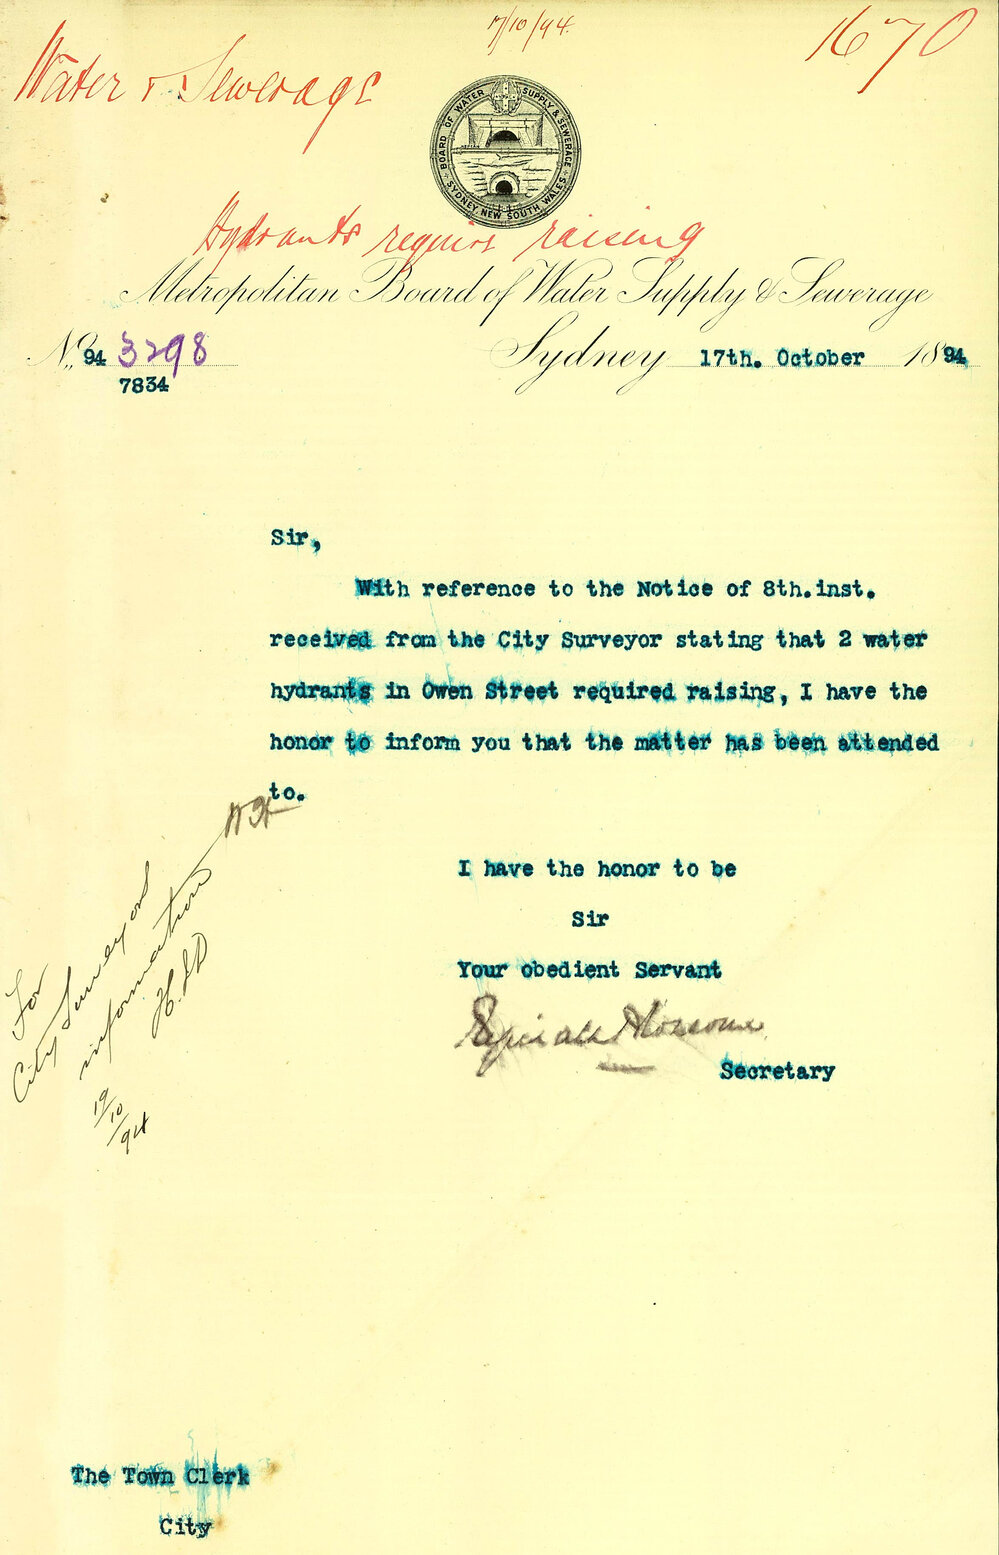 17/10/94.
1670
Water & Sewerage
BOARD OF WATER SUPPLY & SEWERAGE
SYDNEY, NEW SOUTH WALES
Hydrants require raising
Metropolitan Board of Water Supply & Sewerage
No. 94 3298
7834
Sydney 17th. October 1894
Sir,
With reference to the Notice of 8th.inst.
received from the City Surveyor stating that 2 water
hydrants in Owen Street required raising, I have the
honor to inform you that the matter has been attended
to.
For
City Surveyors
information
H.J.D
19/10/94
I have the honor to be
Sir
Your obedient Servant
Secretary
The Town Clerk
City